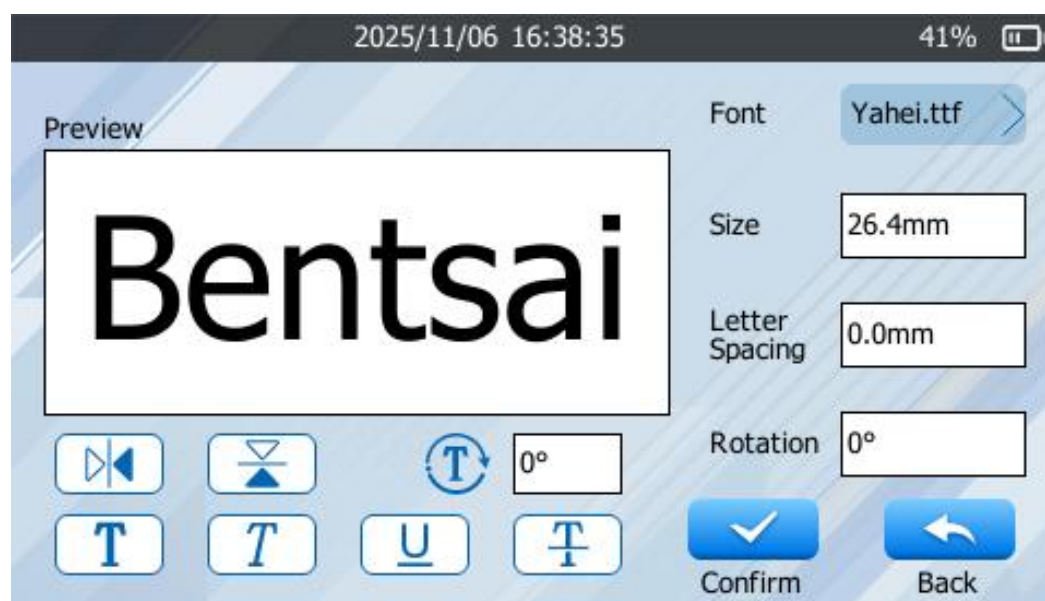 2025/11/06 16:38:35 41%
Preview
Bentsai
Font Yahei.ttf
Size 26.4mm
Letter
Spacing 0.0mm
Rotation 0°
T 0°
T T U T
Confirm Back